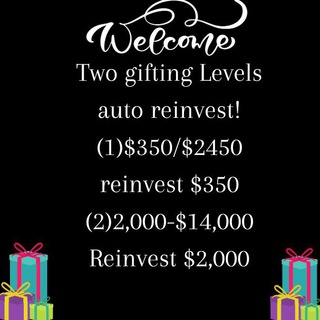 Welcome
Two gifting Levels
auto reinvest!
(1)$350/$2450
reinvest $350
(2)2,000-$14,000
Reinvest $2,000